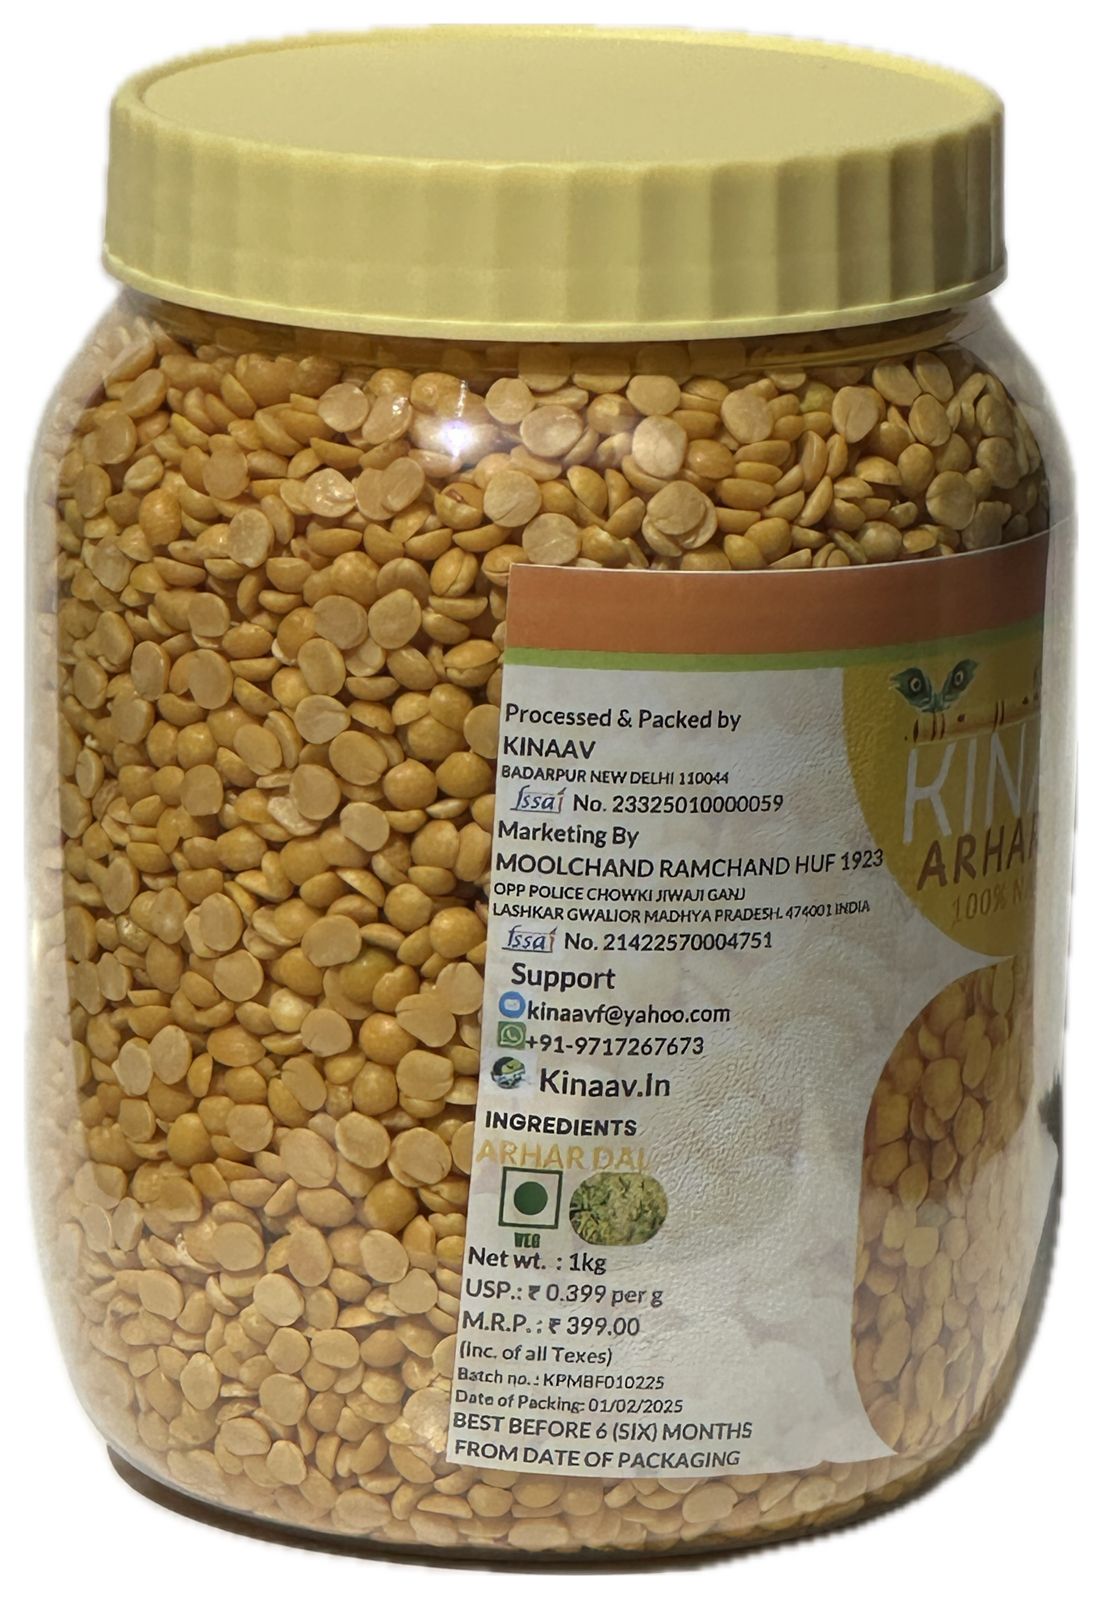 Processed & Packed by
KINAAV
BADARPUR NEW DELHI 110044
fssai No. 23325010000059
Marketing By
MOOLCHAND RAMCHAND HUF 1923
OPP POLICE CHOWKI JIWAJI GANJ
LASHKAR GWALIOR MADHYA PRADESH. 474001 INDIA
fssai No. 21422570004751
Support
kinaavf@yahoo.com
+91-9717267673
Kinaav.In
INGREDIENTS
ARHAR DAL
VEG
Net wt. : 1kg
USP.: ₹ 0.399 per g
M.R.P. : ₹ 399.00
(inc. of all Texes)
Batch no. : KPMBF010225
Date of Packing: 01/02/2025
BEST BEFORE 6 (SIX) MONTHS
FROM DATE OF PACKAGING
KIN
ARHAR
100% NA